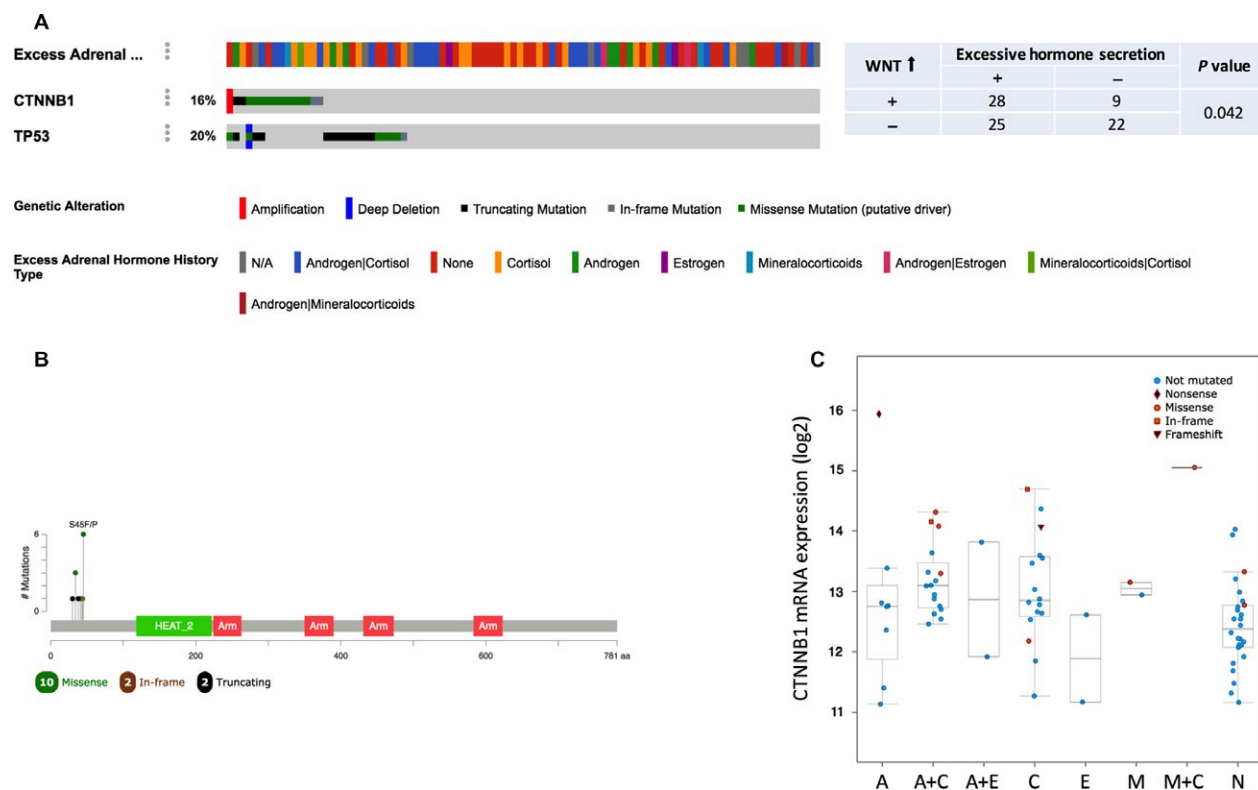 A
Excess Adrenal ...
CTNNB1 16%
TP53 20%
WNT ↑ Excessive hormone secretion P value
+ −
+ 28 9 0.042
− 25 22
Genetic Alteration
Amplification Deep Deletion Truncating Mutation In-frame Mutation Missense Mutation (putative driver)
Excess Adrenal Hormone History Type
N/A Androgen|Cortisol None Cortisol Androgen Estrogen Mineralocorticoids Androgen|Estrogen Mineralocorticoids|Cortisol
Androgen|Mineralocorticoids
B
# Mutations
6
0
S45F/P
HEAT_2 Arm Arm Arm Arm
0 200 400 600 781 aa
10 Missense 2 In-frame 2 Truncating
C
CTNNB1 mRNA expression (log2)
16
15
14
13
12
11
Not mutated
Nonsense
Missense
In-frame
Frameshift
A A+C A+E C E M M+C N